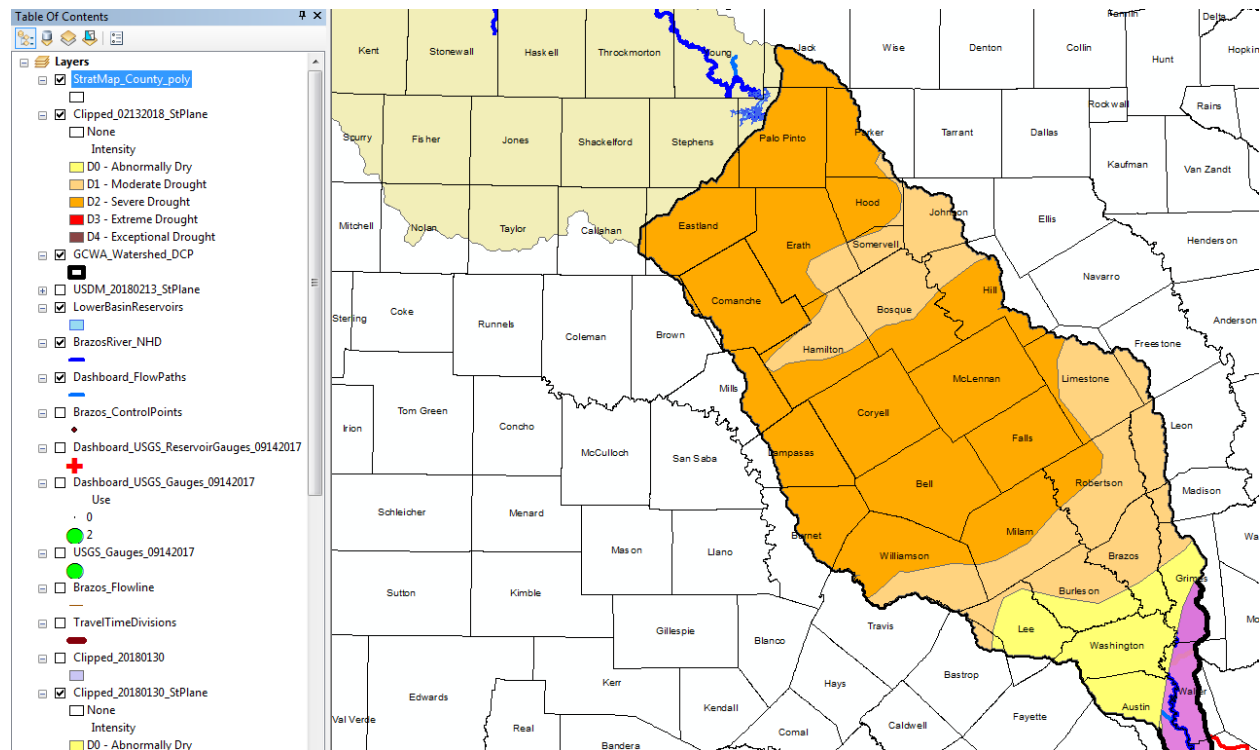 Table Of Contents
Layers
StratMap_County_poly
Clipped_02132018_StPlane
None
Intensity
D0 - Abnormally Dry
D1 - Moderate Drought
D2 - Severe Drought
D3 - Extreme Drought
D4 - Exceptional Drought
GCWA_Watershed_DCP
USDM_20180213_StPlane
LowerBasinReservoirs
BrazosRiver_NHD
Dashboard_FlowPaths
Brazos_ControlPoints
Dashboard_USGS_ReservoirGauges_09142017
Dashboard_USGS_Gauges_09142017
Use
0
2
USGS_Gauges_09142017
Brazos_Flowline
TravelTimeDivisions
Clipped_20180130
Clipped_20180130_StPlane
None
Intensity
D0 - Abnormally Dry
Fannin Delta
Kent Stonewall Haskell Throckmorton Young Jack Wise Denton Collin Hunt Hopkin
Rockwall Rains
Scurry Fisher Jones Shackelford Stephens Palo Pinto Parker Tarrant Dallas
Kaufman Van Zandt
Hood Johnson Ellis
Mitchell Nolan Taylor Callahan Eastland Erath Somervell Henderson
Navarro
Sterling Coke Runnels Coleman Brown Comanche Bosque Hill Anderson
Hamilton Freestone
Mills McLennan Limestone
Tom Green Concho Coryell Leon
Irion McCulloch San Saba Lampasas Falls
Bell Robertson Madison
Schleicher Menard Burnet Milam
Mason Llano Williamson Brazos Wa
Sutton Kimble Burleson Grimes
Gillespie Blanco Travis Lee Mo
Washington
Edwards Kerr Hays Bastrop Waller
Val Verde Real Kendall Comal Caldwell Fayette Austin
Bandera